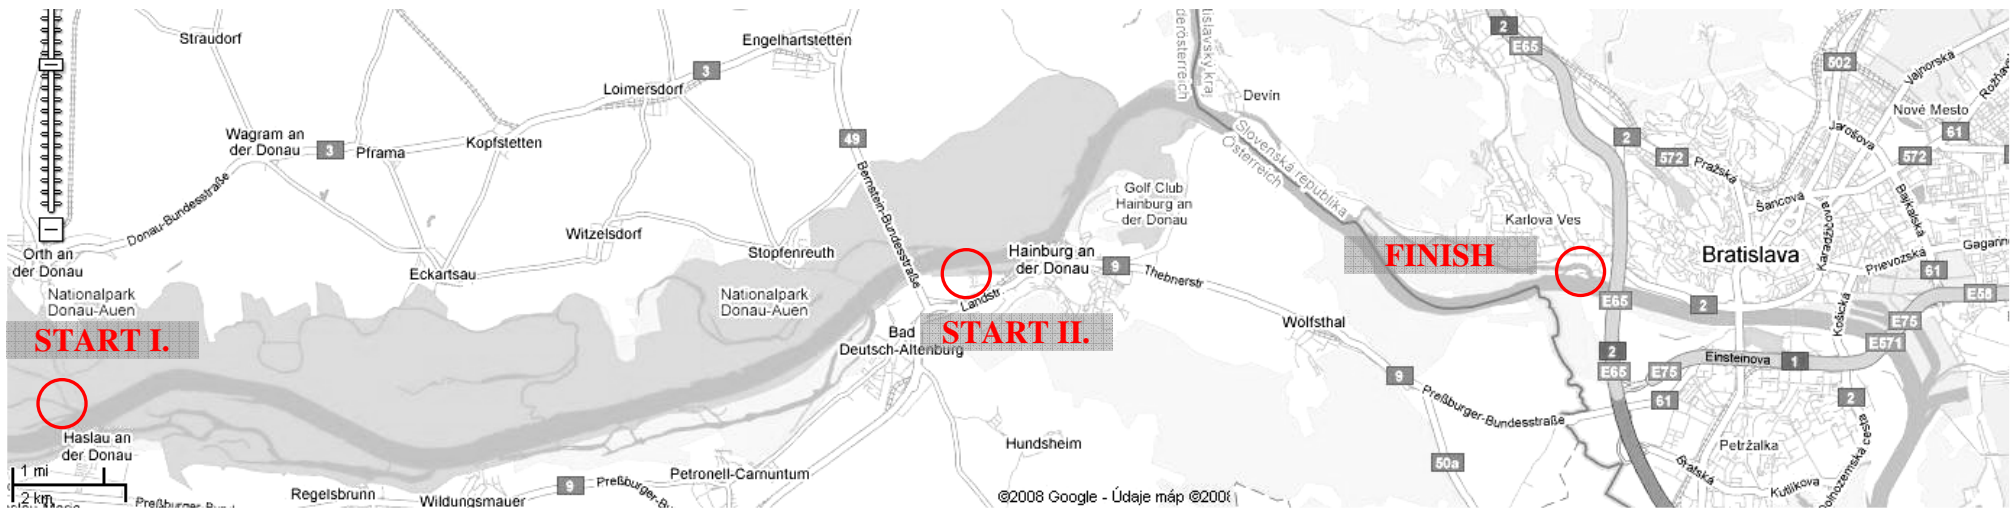 Straudorf
Engelhartstetten
3
Loimersdorf
Wagram an
der Donau
3
Pframa
Kopfstetten
49
Donau-Bundesstraße
Bernstein-Bundesstraße
Orth an
der Donau
Eckartsau
Witzelsdorf
Stopfenreuth
Nationalpark
Donau-Auen
Nationalpark
Donau-Auen
START I.
Haslau an
der Donau
1 mi
2 km
Regelsbrunn
Wildungsmauer
9
Petronell-Carnuntum
Bad
Deutsch-Altenburg
START II.
Landstr.
Hainburg an
der Donau
9
Thebnerstr
Golf Club
Hainburg an
der Donau
Devín
Slovenská republika
Österreich
Wolfsthal
Hundsheim
9
Preßburger-Bundesstraße
50a
©2008 Google - Údaje máp ©2008
FINISH
Karlova Ves
2
E65
2
572
Pražská
502
Vajnorská
Nové Mesto
61
Jarošova
572
Šancová
Bajkalská
Karadžičova
Bratislava
Prievozská
61
E58
E65
2
Košická
E75
E571
2
E65
E75
Einsteinova
1
61
2
Petržalka
Bratská
Kutlíkova
Dolnozemská cesta